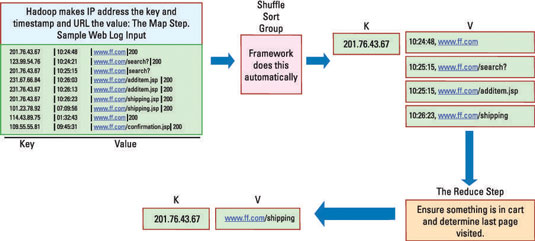 Hadoop makes IP address the key and
timestamp and URL the value: The Map Step.
Sample Web Log Input
201.76.43.67 |10:24:48 |www.ff.com|200
123.99.54.76 |10:24:21 |www.ff.com/search? |200
201.76.43.67 |10:25:15 |www.ff.com/search?
231.67.66.84 |10:26:03 |www.ff.com/additem.jsp |200
231.76.43.67 |10:26:13 |www.ff.com/additem.jsp |200
201.76.43.67 |10:26:23 |www.ff.com/shipping.jsp |200
101.23.78.92 |07:09:56 |www.ff.com/shipping.jsp |200
114.43.89.75 |01:32:43 |www.ff.com|200
109.55.55.81 |09:45:31 |www.ff.com/confirmation.jsp|200
Key Value
Shuffle
Sort
Group
Framework
does this
automatically
K V
201.76.43.67
10:24:48, www.ff.com
10:25:15, www.ff.com/search?
10:25:15, www.ff.com/additem.jsp
10:26:23, www.ff.com/shipping
The Reduce Step
Ensure something is in cart
and determine last page
visited.
K V
201.76.43.67 www.ff.com/shipping